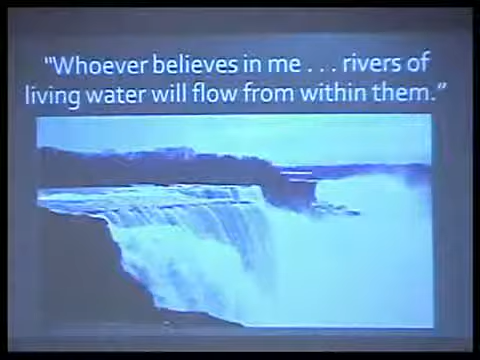 “Whoever believes in me . . . rivers of
living water will flow from within them.”